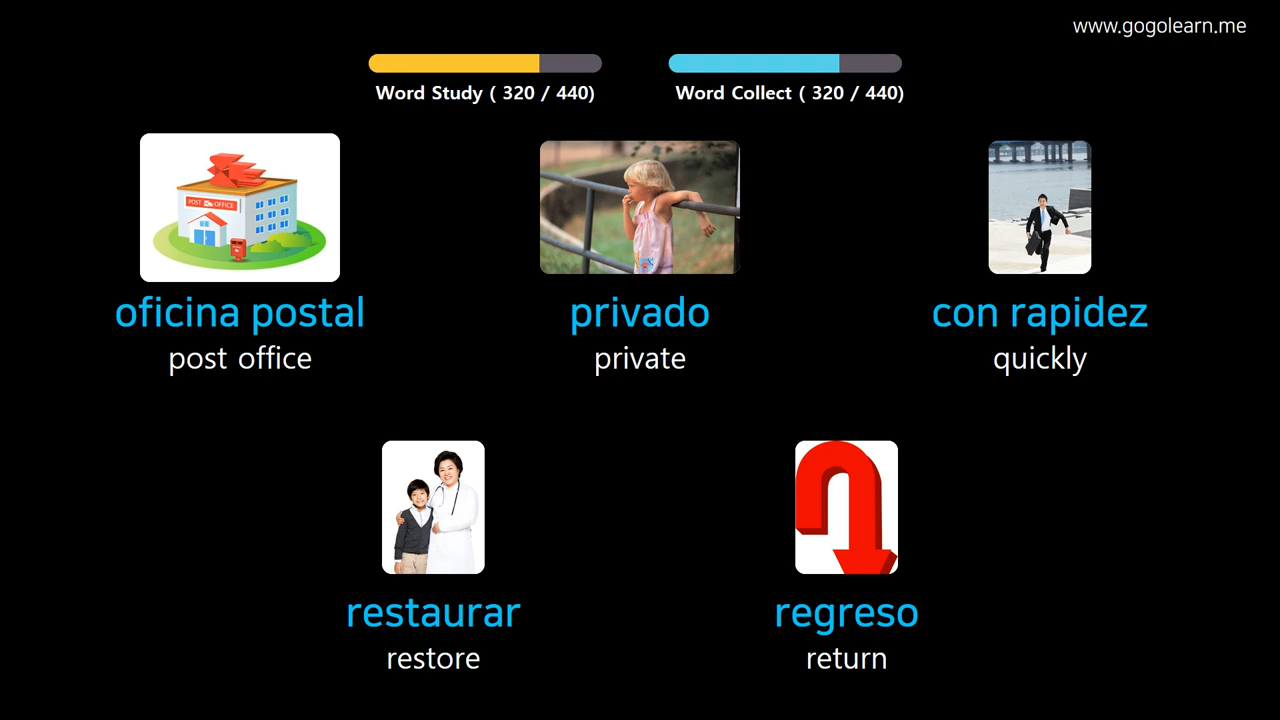 www.gogolearn.me
Word Study ( 320 / 440)
Word Collect ( 320 / 440)
POST OFFICE
oficina postal
post office
privado
private
con rapidez
quickly
restaurar
restore
regreso
return